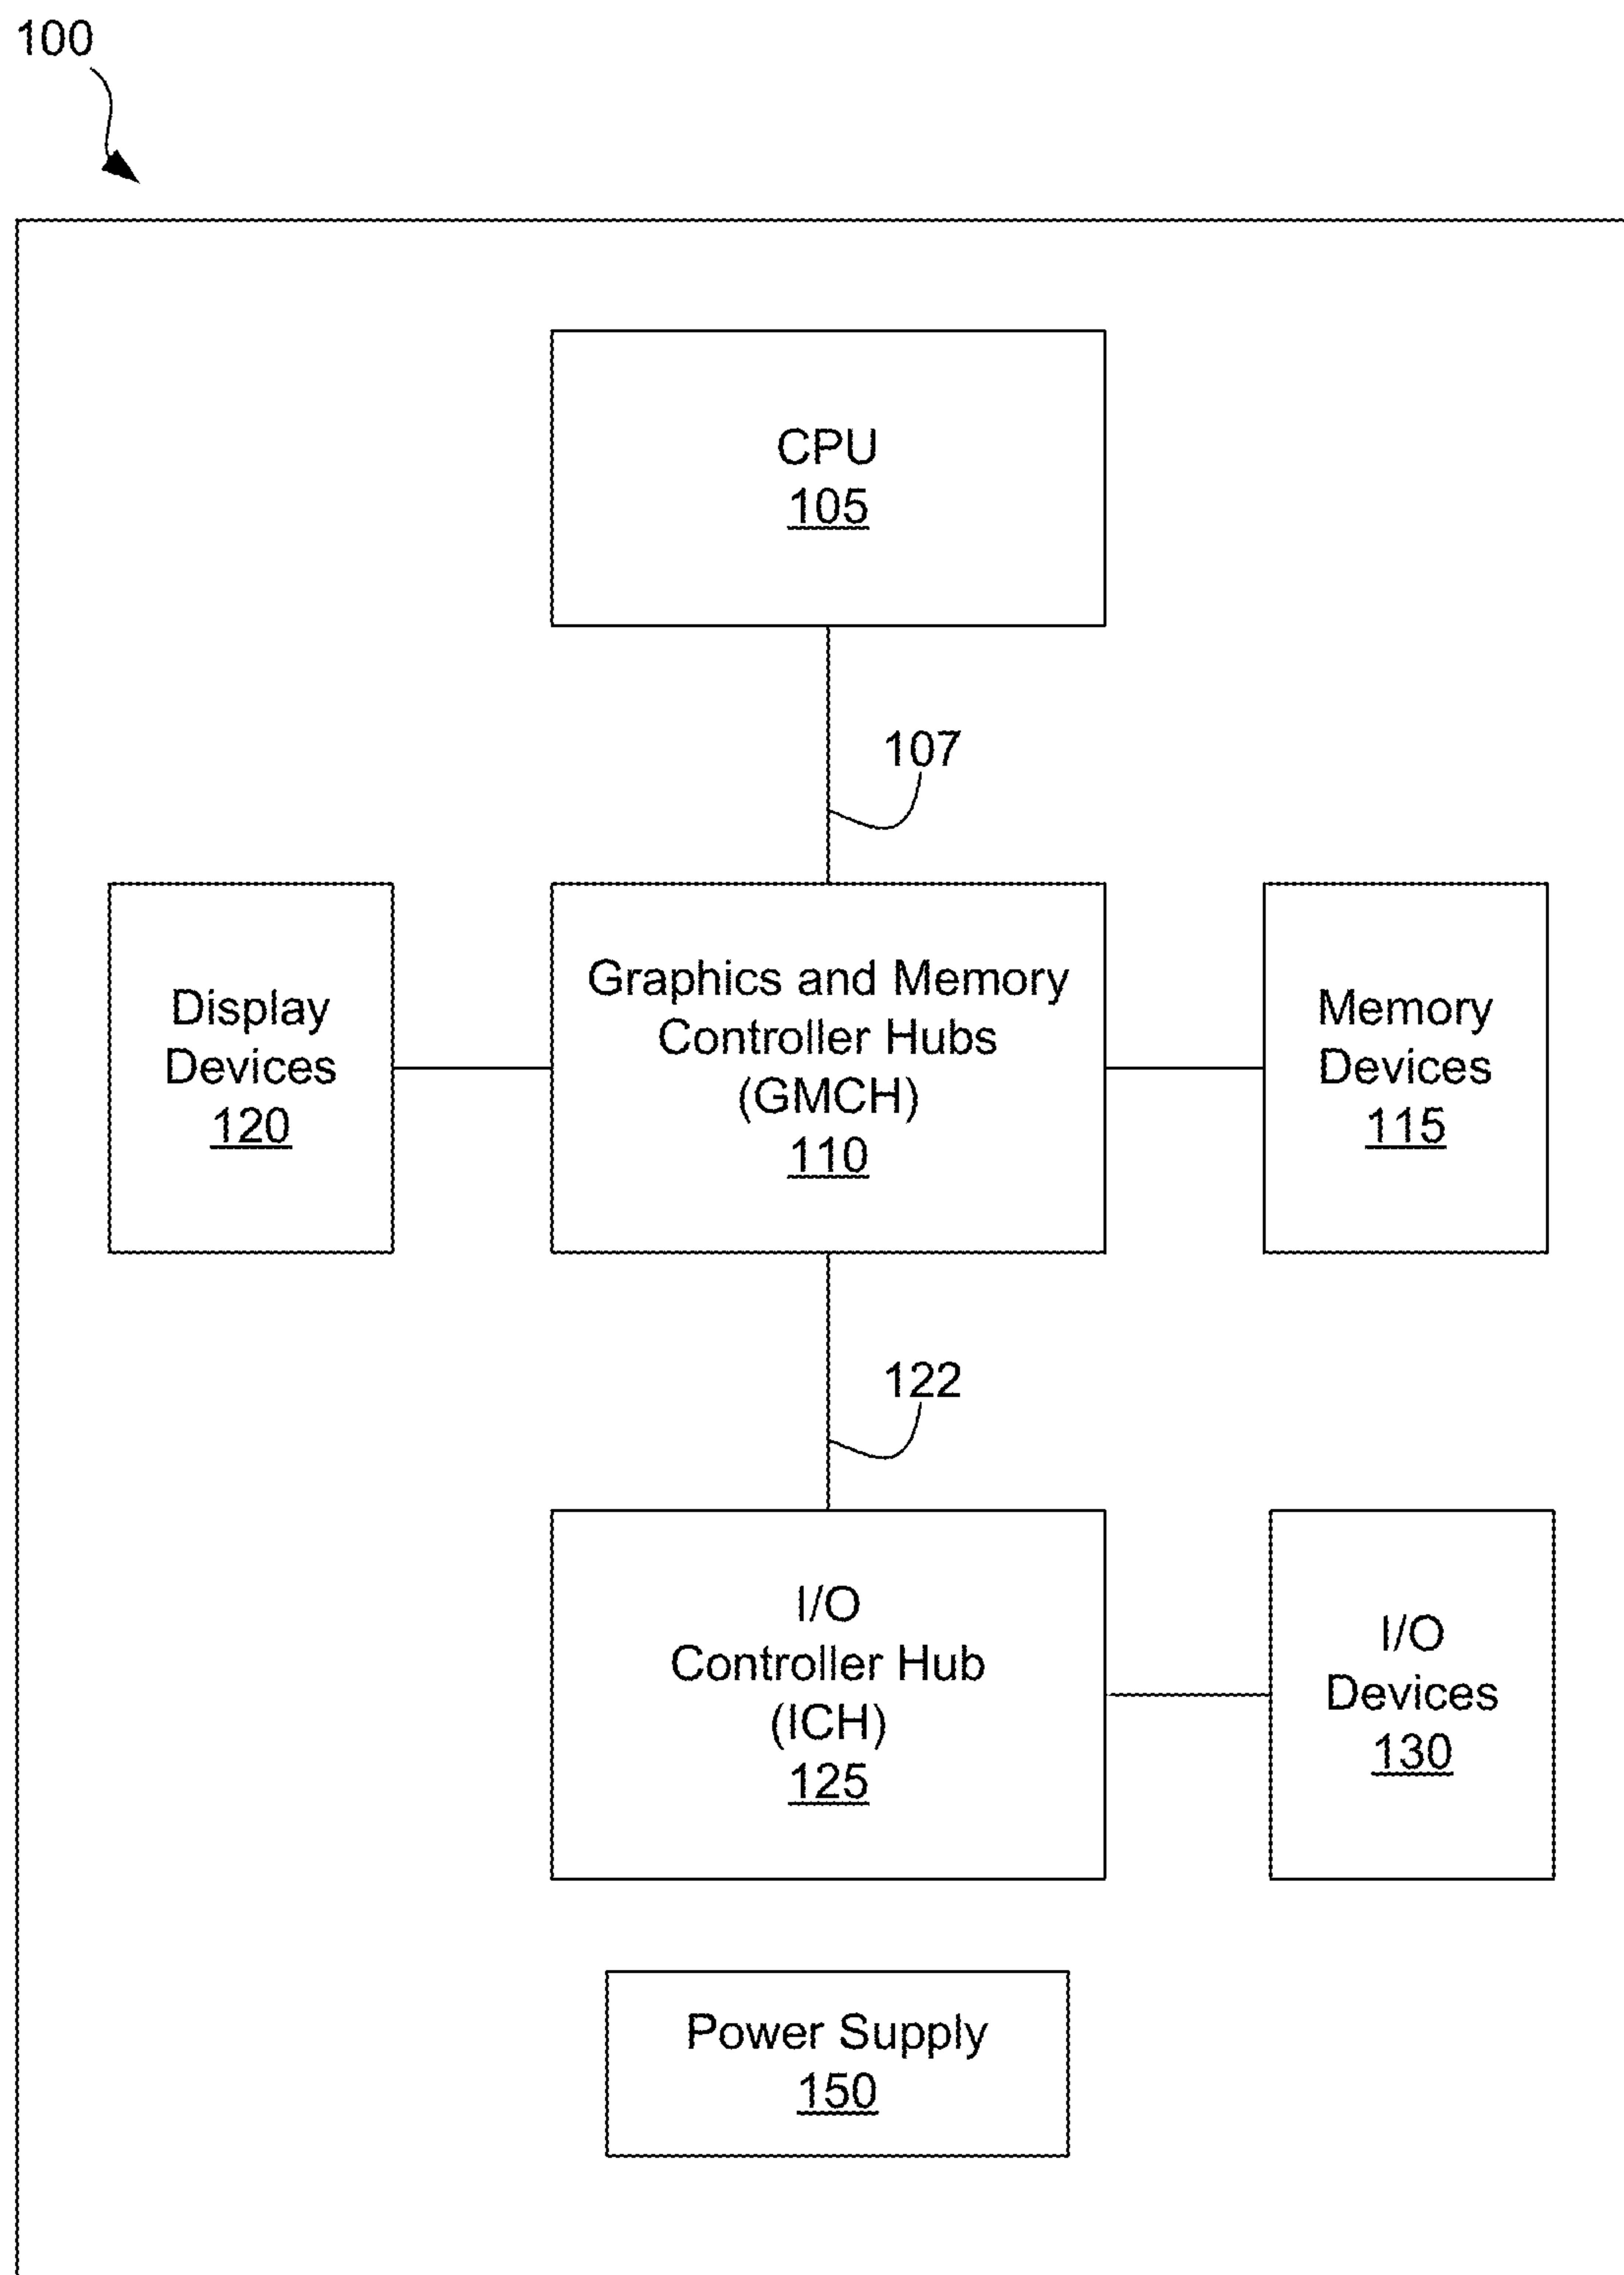 100
CPU
105
107
Display
Devices
120
Graphics and Memory
Controller Hubs
(GMCH)
110
Memory
Devices
115
122
I/O
Controller Hub
(ICH)
125
I/O
Devices
130
Power Supply
150